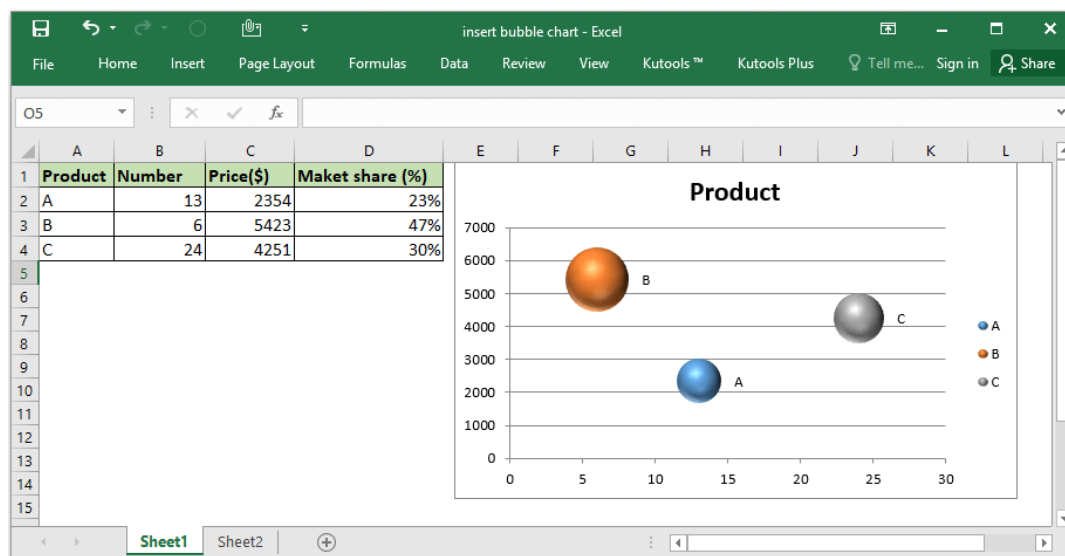 insert bubble chart - Excel
File Home Insert Page Layout Formulas Data Review View Kutools ™ Kutools Plus Tell me... Sign in Share
O5 fx
A B C D E F G H I J K L
1 Product Number Price($) Maket share (%)
2 A 13 2354 23%
3 B 6 5423 47%
4 C 24 4251 30%
5
6
7
8
9
10
11
12
13
14
15
Product
7000
6000
5000
4000
3000
2000
1000
0
0 5 10 15 20 25 30
B
C
A
A
B
C
Sheet1 Sheet2